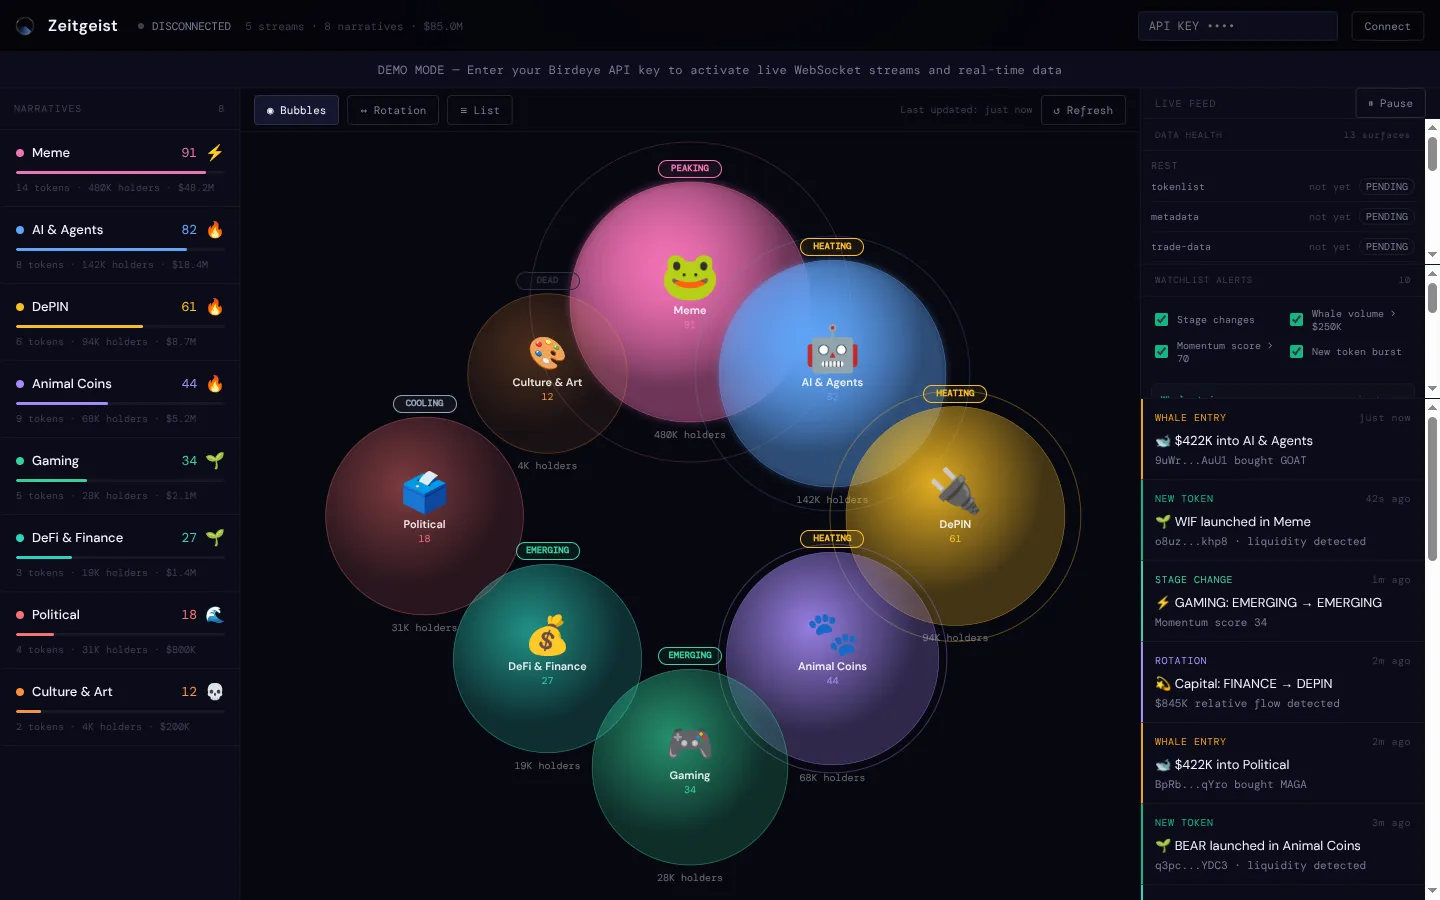 Zeitgeist
DISCONNECTED
5 streams · 8 narratives · $85.0M
API KEY ••••
Connect
DEMO MODE — Enter your Birdeye API key to activate live WebSocket streams and real-time data
NARRATIVES 8
Meme 91
14 tokens · 480K holders · $48.2M
AI & Agents 82
8 tokens · 142K holders · $18.4M
DePIN 61
6 tokens · 94K holders · $8.7M
Animal Coins 44
9 tokens · 68K holders · $5.2M
Gaming 34
5 tokens · 28K holders · $2.1M
DeFi & Finance 27
3 tokens · 19K holders · $1.4M
Political 18
4 tokens · 31K holders · $800K
Culture & Art 12
2 tokens · 4K holders · $200K
◉ Bubbles
↔ Rotation
≡ List
Last updated: just now
↺ Refresh
PEAKING
Meme
91
480K holders
HEATING
AI & Agents
82
142K holders
DEAD
Culture & Art
12
4K holders
HEATING
DePIN
61
94K holders
COOLING
Political
18
31K holders
HEATING
Animal Coins
44
68K holders
EMERGING
DeFi & Finance
27
19K holders
EMERGING
Gaming
34
28K holders
LIVE FEED
Pause
DATA HEALTH 13 surfaces
REST
tokenlist not yet PENDING
metadata not yet PENDING
trade-data not yet PENDING
WATCHLIST ALERTS 10
Stage changes
Whale volume >
$250K
Momentum score >
70
New token burst
WHALE ENTRY just now
🐋 $422K into AI & Agents
9uWr...AuU1 bought GOAT
NEW TOKEN 42s ago
🌱 WIF launched in Meme
o8uz...khp8 · liquidity detected
STAGE CHANGE 1m ago
⚡ GAMING: EMERGING → EMERGING
Momentum score 34
ROTATION 2m ago
💫 Capital: FINANCE → DEPIN
$845K relative flow detected
WHALE ENTRY 2m ago
🐋 $422K into Political
BpRb...qYro bought MAGA
NEW TOKEN 3m ago
🌱 BEAR launched in Animal Coins
q3pc...YDC3 · liquidity detected